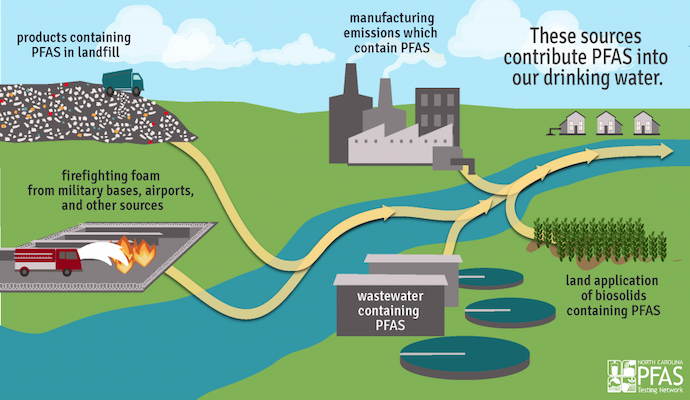 products containing
PFAS in landfill
manufacturing
emissions which
contain PFAS
These sources
contribute PFAS into
our drinking water.
firefighting foam
from military bases, airports,
and other sources
wastewater
containing
PFAS
land application
of biosolids
containing PFAS
NORTH CAROLINA
PFAS
Testing Network